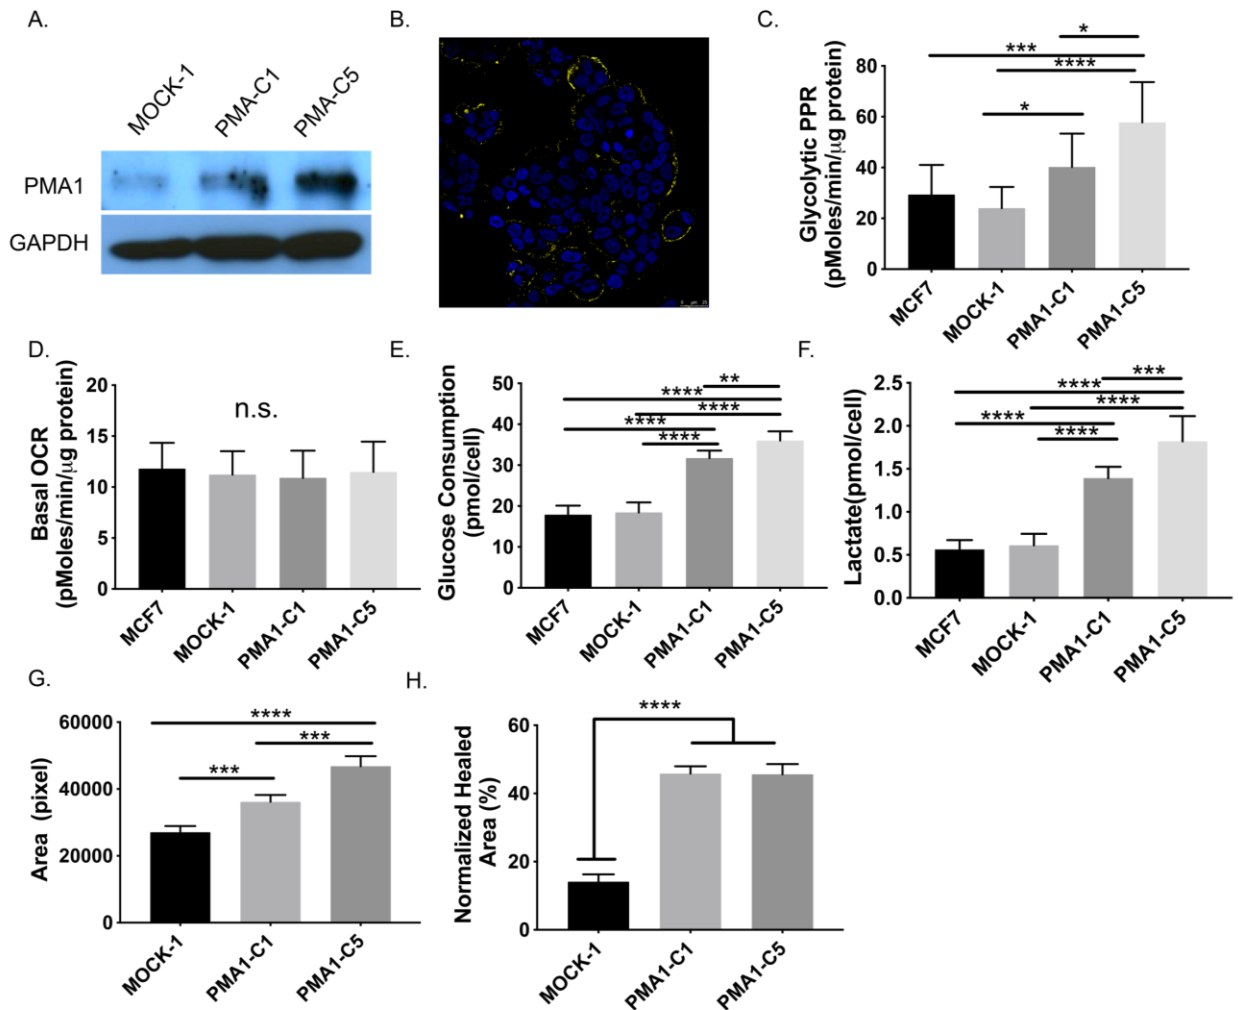 A.
MOCK-1
PMA-C1
PMA-C5
PMA1
GAPDH
B.
C.
Glycolytic PPR
(pMoles/min/µg protein)
80
60
40
20
0
*
***
****
*
MCF7
MOCK-1
PMA1-C1
PMA1-C5
D.
Basal OCR
(pMoles/min/µg protein)
20
15
10
5
0
n.s.
MCF7
MOCK-1
PMA1-C1
PMA1-C5
E.
Glucose Consumption
(pmol/cell)
50
40
30
20
10
0
**
****
****
****
****
MCF7
MOCK-1
PMA1-C1
PMA1-C5
F.
Lactate(pmol/cell)
2.5
2.0
1.5
1.0
0.5
0.0
***
****
****
****
****
MCF7
MOCK-1
PMA1-C1
PMA1-C5
G.
Area (pixel)
60000
40000
20000
0
****
***
***
MOCK-1
PMA1-C1
PMA1-C5
H.
Normalized Healed
Area (%)
60
40
20
0
****
MOCK-1
PMA1-C1
PMA1-C5